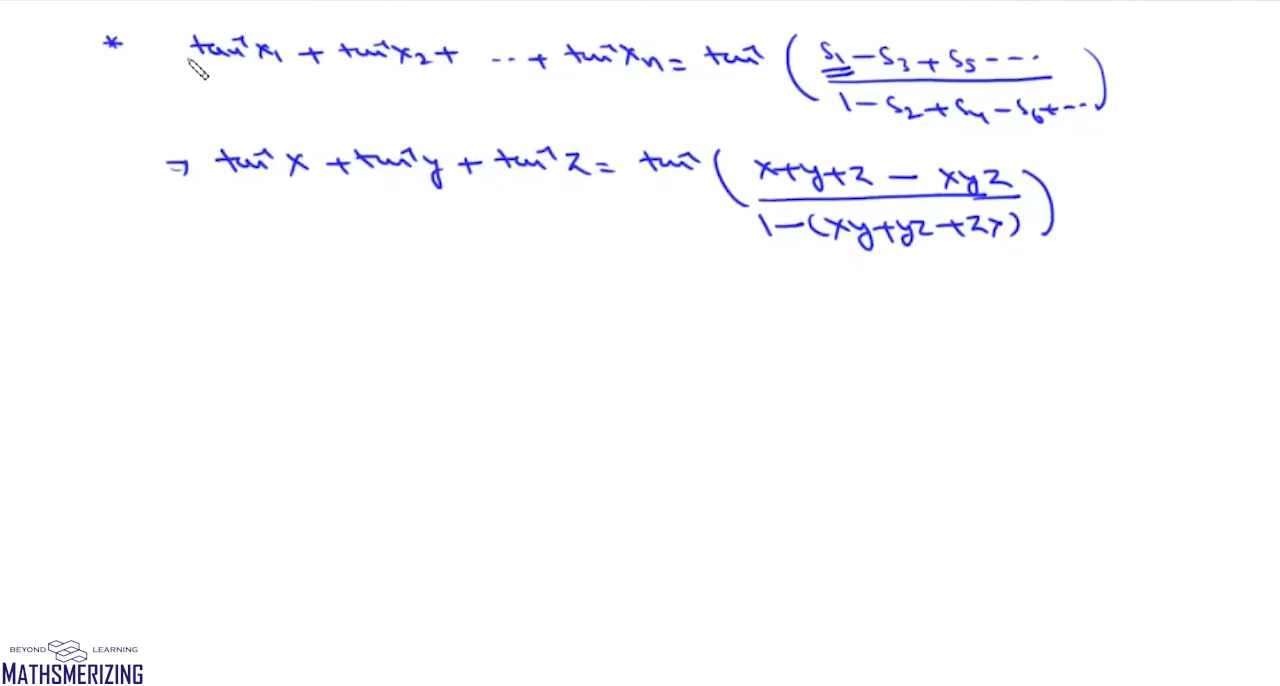 * tan⁻¹x₁ + tan⁻¹x₂ + ... + tan⁻¹xₙ = tan⁻¹ ( (S₁ - S₃ + S₅ - ...) / (1 - S₂ + S₄ - S₆ + ...) )
⇒ tan⁻¹x + tan⁻¹y + tan⁻¹z = tan⁻¹ ( (x+y+z - xyz) / (1-(xy+yz+zx)) )
BEYOND LEARNING
MATHSMERIZING